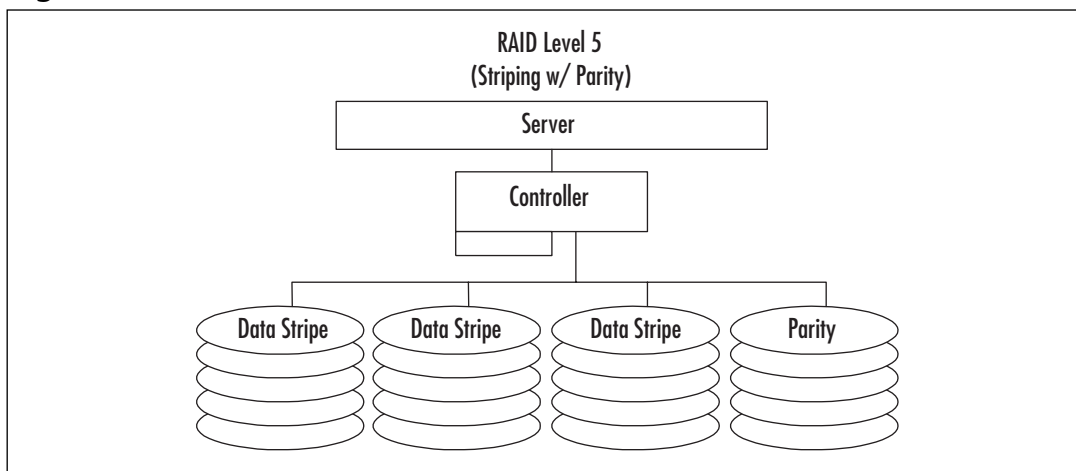 RAID Level 5
(Striping w/ Parity)
Server
Controller
Data Stripe Data Stripe Data Stripe Parity